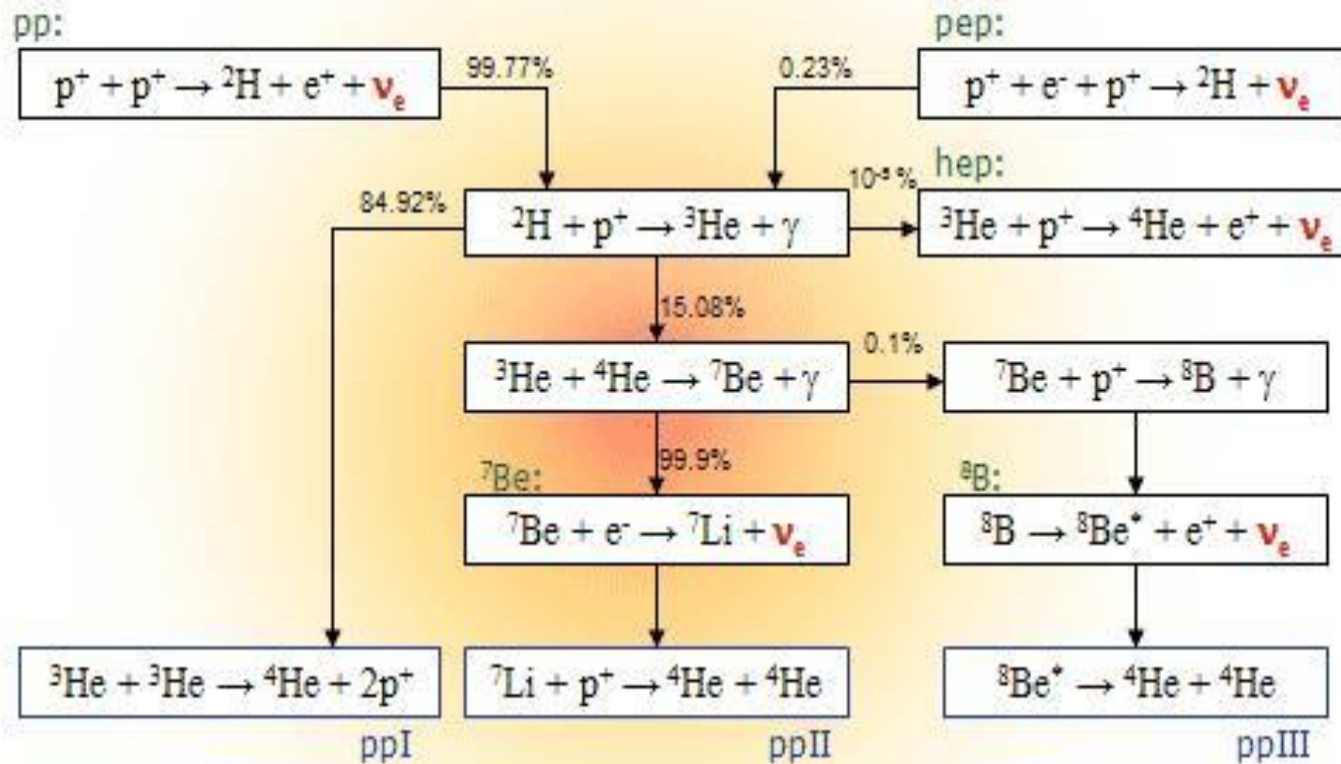 pp:
p⁺ + p⁺ → ²H + e⁺ + νₑ
99.77%
0.23%
pep:
p⁺ + e⁻ + p⁺ → ²H + νₑ
84.92%
²H + p⁺ → ³He + γ
10⁻⁵ %
hep:
³He + p⁺ → ⁴He + e⁺ + νₑ
15.08%
³He + ⁴He → ⁷Be + γ
0.1%
⁷Be + p⁺ → ⁸B + γ
99.9%
⁷Be:
⁷Be + e⁻ → ⁷Li + νₑ
⁸B:
⁸B → ⁸Be* + e⁺ + νₑ
³He + ³He → ⁴He + 2p⁺
ppI
⁷Li + p⁺ → ⁴He + ⁴He
ppII
⁸Be* → ⁴He + ⁴He
ppIII